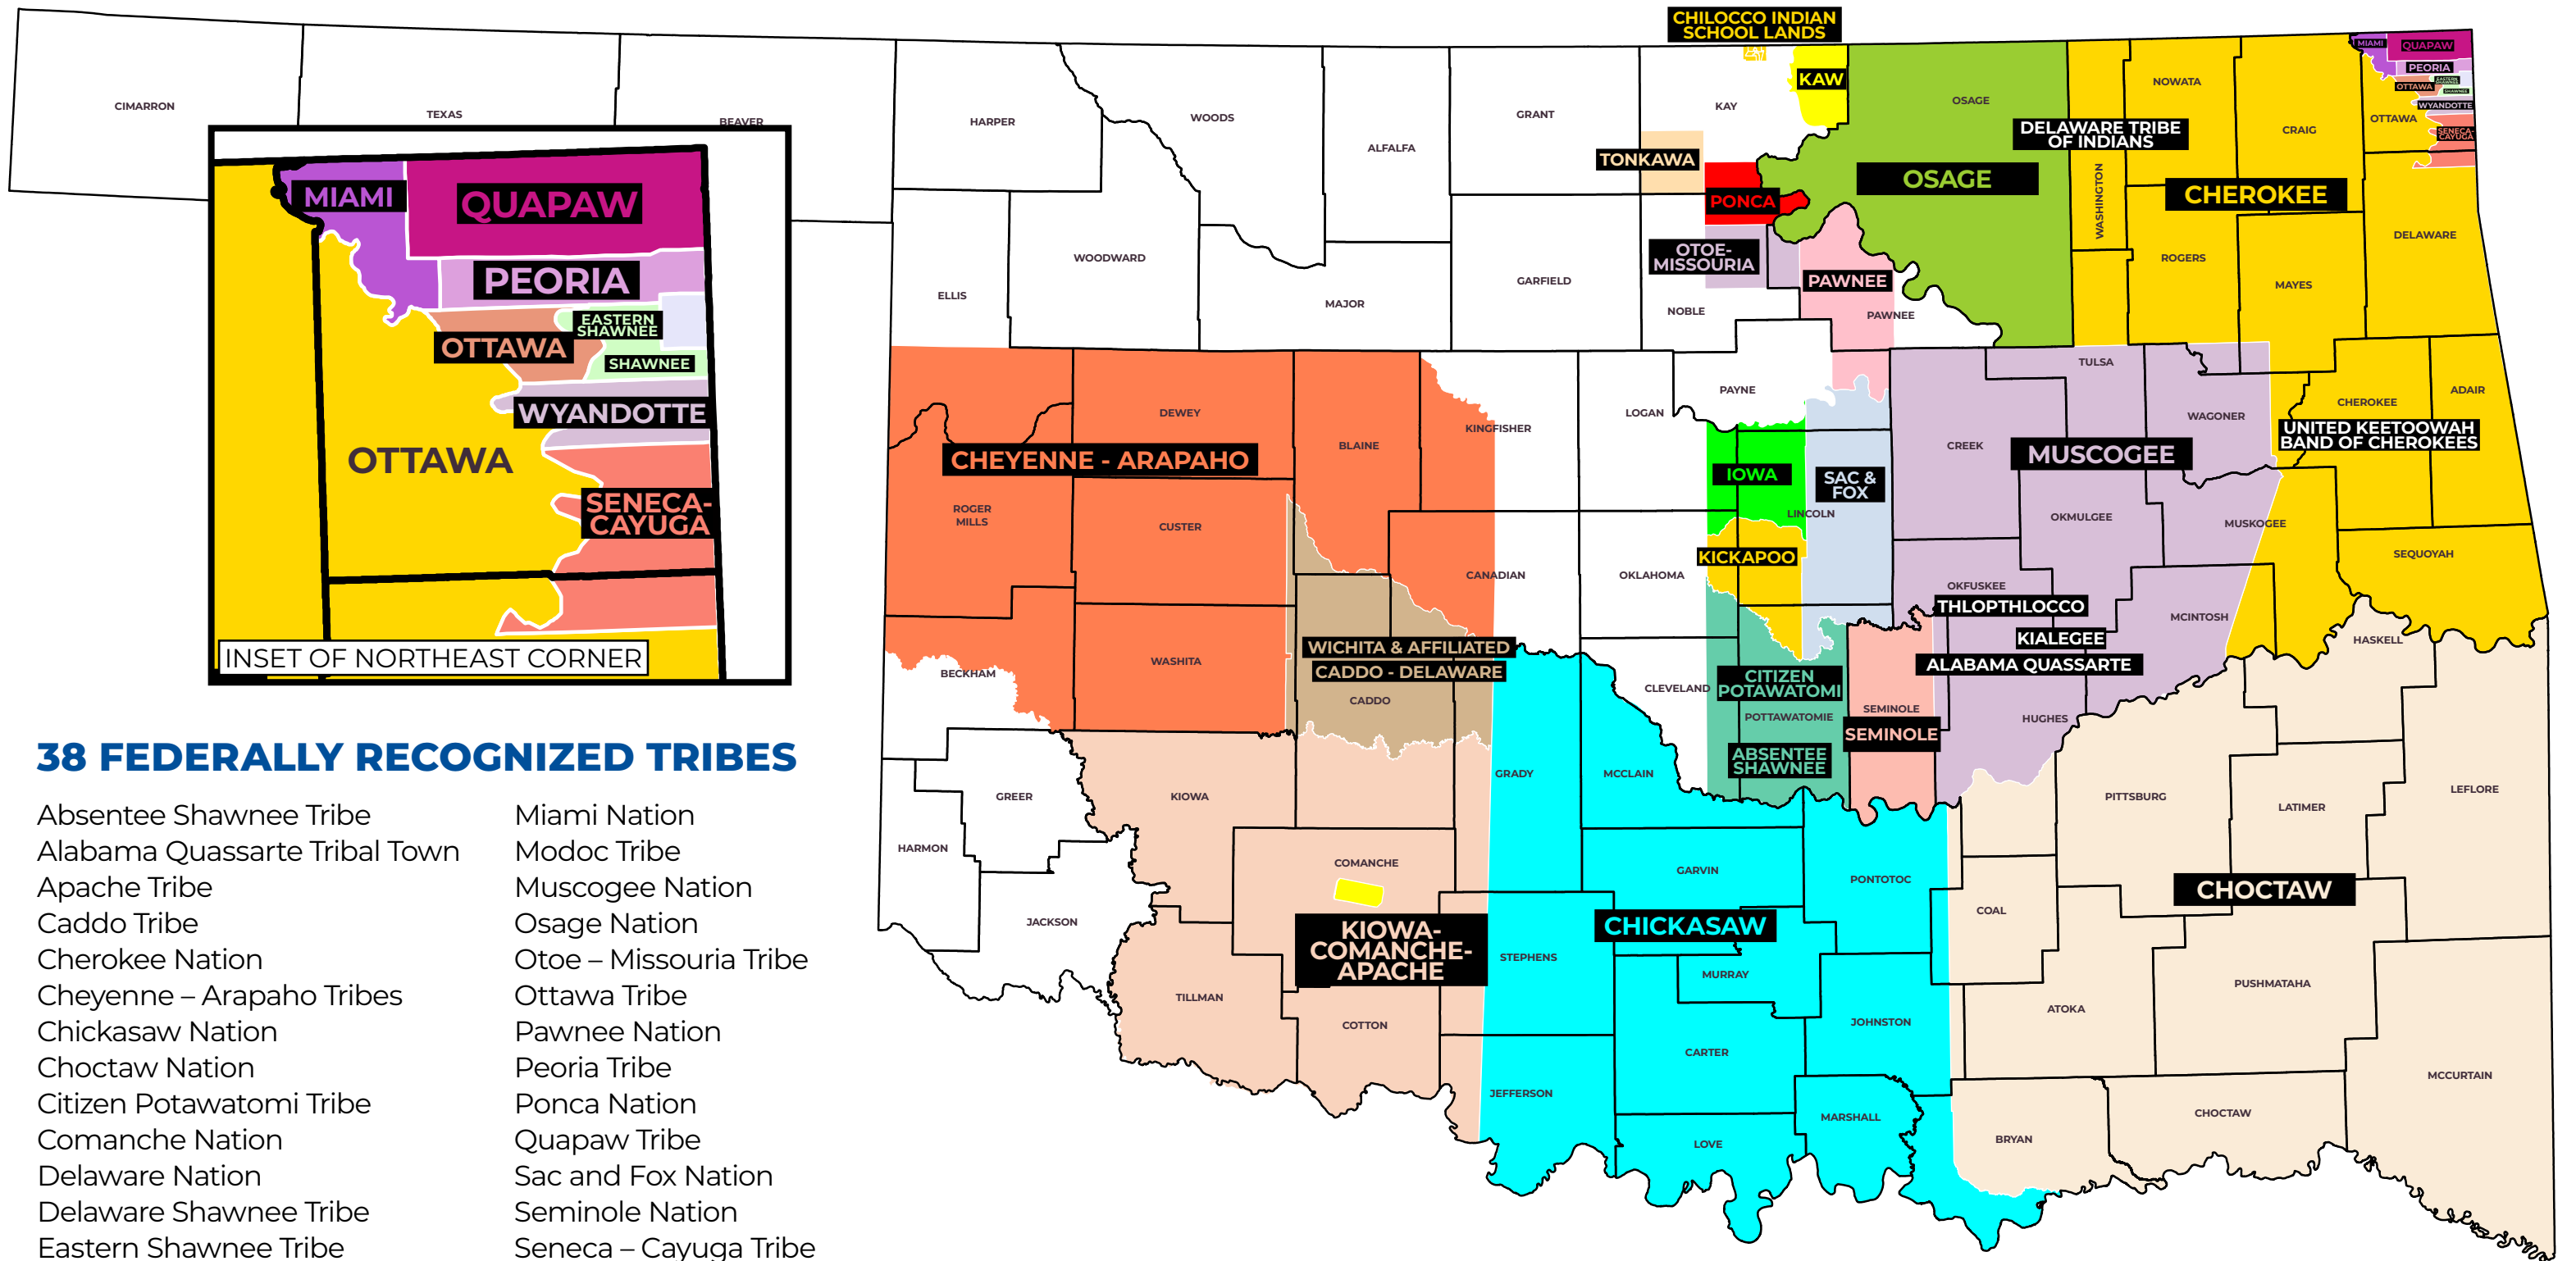 CHILOCCO INDIAN
SCHOOL LANDS
CIMARRON
TEXAS
BEAVER
HARPER
WOODS
ALFALFA
GRANT
KAY
KAW
TONKAWA
PONCA
OTOE-
MISSOURIA
NOBLE
PAWNEE
PAWNEE
OSAGE
OSAGE
DELAWARE TRIBE
OF INDIANS
WASHINGTON
NOWATA
CRAIG
CHEROKEE
ROGERS
MAYES
DELAWARE
OTTAWA
MIAMI
QUAPAW
PEORIA
EASTERN
SHAWNEE
OTTAWA
SHAWNEE
WYANDOTTE
SENECA-
CAYUGA
ELLIS
WOODWARD
MAJOR
GARFIELD
MIAMI
QUAPAW
PEORIA
EASTERN
SHAWNEE
OTTAWA
SHAWNEE
WYANDOTTE
OTTAWA
SENECA-
CAYUGA
INSET OF NORTHEAST CORNER
DEWEY
BLAINE
KINGFISHER
LOGAN
PAYNE
CHEYENNE - ARAPAHO
ROGER
MILLS
CUSTER
CANADIAN
OKLAHOMA
IOWA
SAC &
FOX
LINCOLN
KICKAPOO
CREEK
TULSA
WAGONER
MUSCOGEE
OKMULGEE
MUSKOGEE
CHEROKEE
ADAIR
UNITED KEETOOWAH
BAND OF CHEROKEES
SEQUOYAH
OKFUSKEE
THLOPTHLOCCO
KIALEGEE
ALABAMA QUASSARTE
MCINTOSH
HASKELL
BECKHAM
WASHITA
WICHITA & AFFILIATED
CADDO - DELAWARE
CADDO
CLEVELAND
CITIZEN
POTAWATOMI
POTTAWATOMIE
ABSENTEE
SHAWNEE
SEMINOLE
SEMINOLE
HUGHES
GREER
HARMON
JACKSON
KIOWA
COMANCHE
KIOWA-
COMANCHE-
APACHE
TILLMAN
COTTON
GRADY
MCCLAIN
GARVIN
PONTOTOC
CHICKASAW
STEPHENS
MURRAY
JOHNSTON
CARTER
JEFFERSON
LOVE
MARSHALL
PITTSBURG
LATIMER
LEFLORE
CHOCTAW
COAL
ATOKA
PUSHMATAHA
MCCURTAIN
BRYAN
CHOCTAW
38 FEDERALLY RECOGNIZED TRIBES
Absentee Shawnee Tribe
Alabama Quassarte Tribal Town
Apache Tribe
Caddo Tribe
Cherokee Nation
Cheyenne – Arapaho Tribes
Chickasaw Nation
Choctaw Nation
Citizen Potawatomi Tribe
Comanche Nation
Delaware Nation
Delaware Shawnee Tribe
Eastern Shawnee Tribe
Miami Nation
Modoc Tribe
Muscogee Nation
Osage Nation
Otoe – Missouria Tribe
Ottawa Tribe
Pawnee Nation
Peoria Tribe
Ponca Nation
Quapaw Tribe
Sac and Fox Nation
Seminole Nation
Seneca – Cayuga Tribe